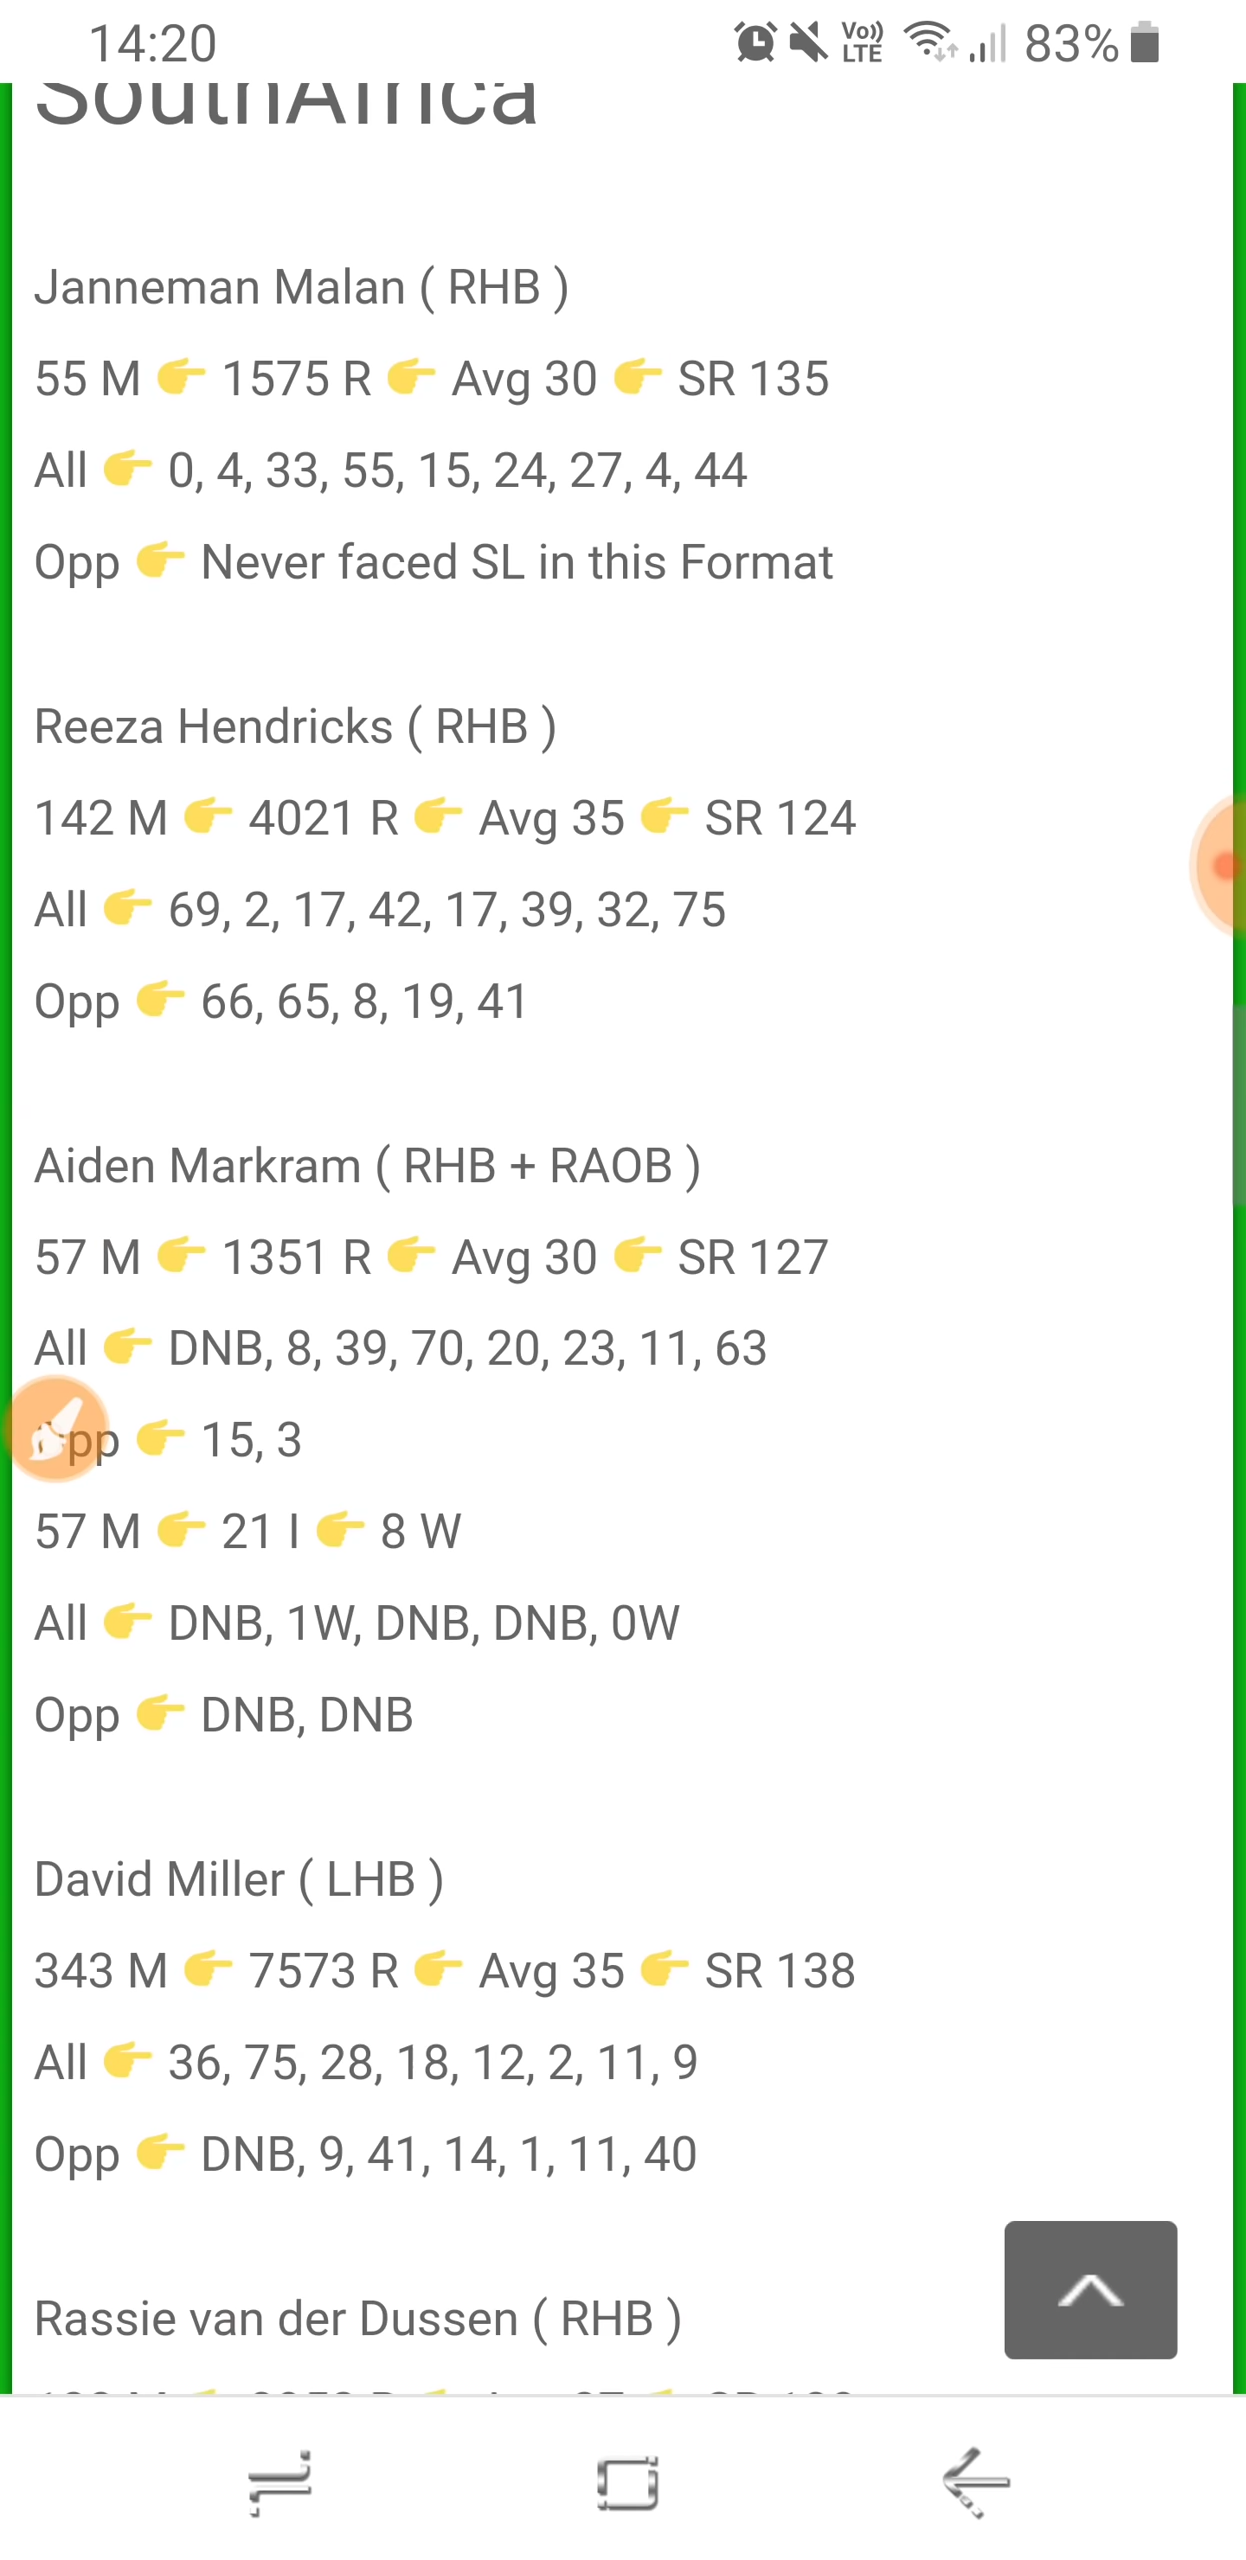 14:20 Vo)) LTE 83%
SouthAfrica
Janneman Malan ( RHB )
55 M 👉 1575 R 👉 Avg 30 👉 SR 135
All 👉 0, 4, 33, 55, 15, 24, 27, 4, 44
Opp 👉 Never faced SL in this Format
Reeza Hendricks ( RHB )
142 M 👉 4021 R 👉 Avg 35 👉 SR 124
All 👉 69, 2, 17, 42, 17, 39, 32, 75
Opp 👉 66, 65, 8, 19, 41
Aiden Markram ( RHB + RAOB )
57 M 👉 1351 R 👉 Avg 30 👉 SR 127
All 👉 DNB, 8, 39, 70, 20, 23, 11, 63
Opp 👉 15, 3
57 M 👉 21 I 👉 8 W
All 👉 DNB, 1W, DNB, DNB, 0W
Opp 👉 DNB, DNB
David Miller ( LHB )
343 M 👉 7573 R 👉 Avg 35 👉 SR 138
All 👉 36, 75, 28, 18, 12, 2, 11, 9
Opp 👉 DNB, 9, 41, 14, 1, 11, 40
Rassie van der Dussen ( RHB )